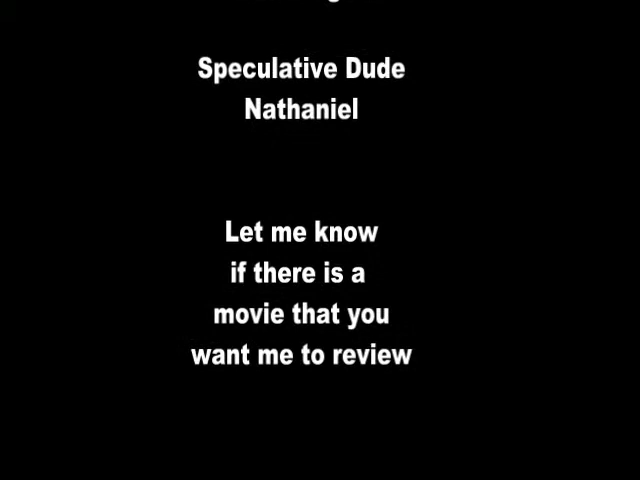 Speculative Dude
Nathaniel
Let me know
if there is a
movie that you
want me to review